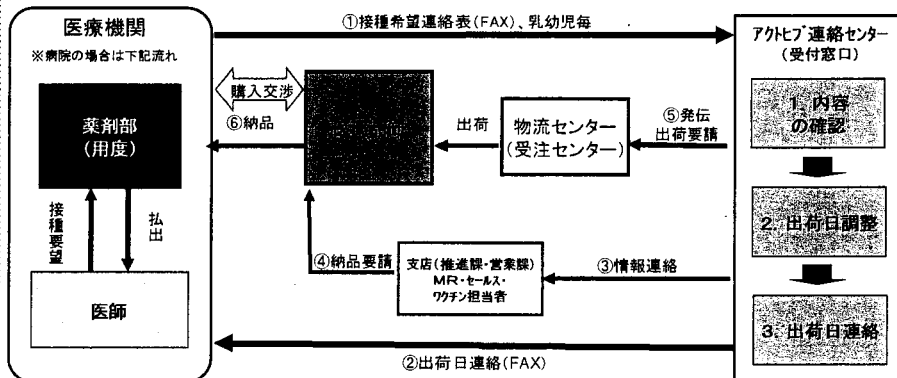 医療機関
※病院の場合は下記流れ
薬剤部
(用度)
接種要望
払出
医師
①接種希望連絡表(FAX)、乳幼児毎
購入交渉
⑥納品
出荷
物流センター
(受注センター)
⑤発伝
出荷要請
④納品要請
支店(推進課・営業課)
MR・セールス・
ワクチン担当者
③情報連絡
②出荷日連絡(FAX)
アクトヒブ連絡センター
(受付窓口)
1. 内容
の確認
2. 出荷日調整
3. 出荷日連絡